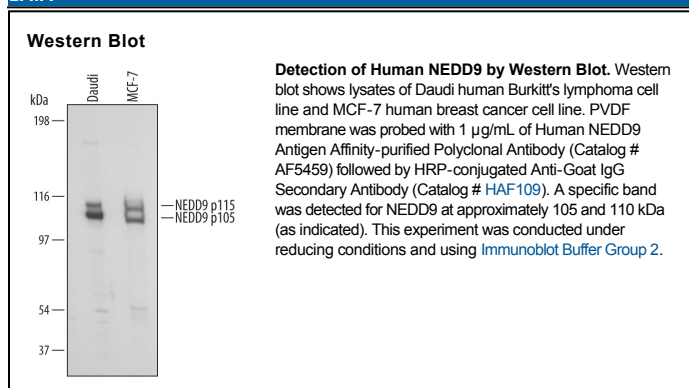 Western Blot
Daudi
MCF-7
kDa
198
116
97
54
37
NEDD9 p115
NEDD9 p105
Detection of Human NEDD9 by Western Blot. Western
blot shows lysates of Daudi human Burkitt's lymphoma cell
line and MCF-7 human breast cancer cell line. PVDF
membrane was probed with 1 µg/mL of Human NEDD9
Antigen Affinity-purified Polyclonal Antibody (Catalog #
AF5459) followed by HRP-conjugated Anti-Goat IgG
Secondary Antibody (Catalog # HAF109). A specific band
was detected for NEDD9 at approximately 105 and 110 kDa
(as indicated). This experiment was conducted under
reducing conditions and using Immunoblot Buffer Group 2.